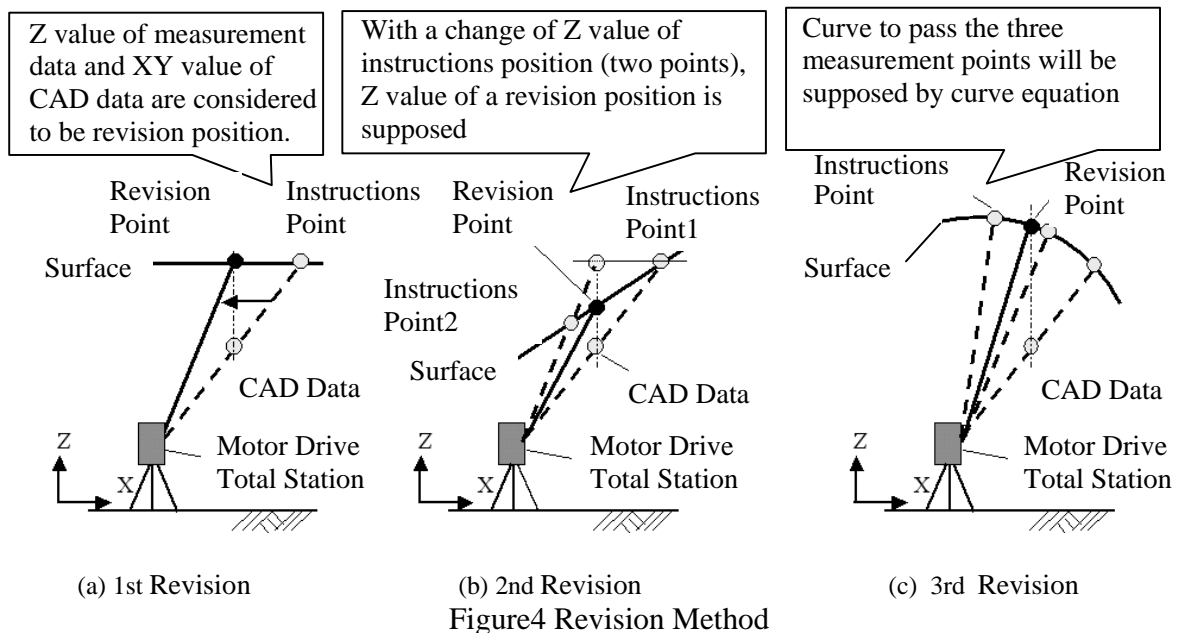 Z value of measurement
data and XY value of
CAD data are considered
to be revision position.
With a change of Z value of
instructions position (two points),
Z value of a revision position is
supposed
Curve to pass the three
measurement points will be
supposed by curve equation
Revision
Point
Instructions
Point
Surface
CAD Data
Motor Drive
Total Station
Z
X
(a) 1st Revision
Revision
Point
Instructions
Point1
Instructions
Point2
Surface
CAD Data
Motor Drive
Total Station
Z
X
(b) 2nd Revision
Instructions
Point
Revision
Point
Surface
CAD Data
Motor Drive
Total Station
Z
X
(c) 3rd Revision
Figure4 Revision Method